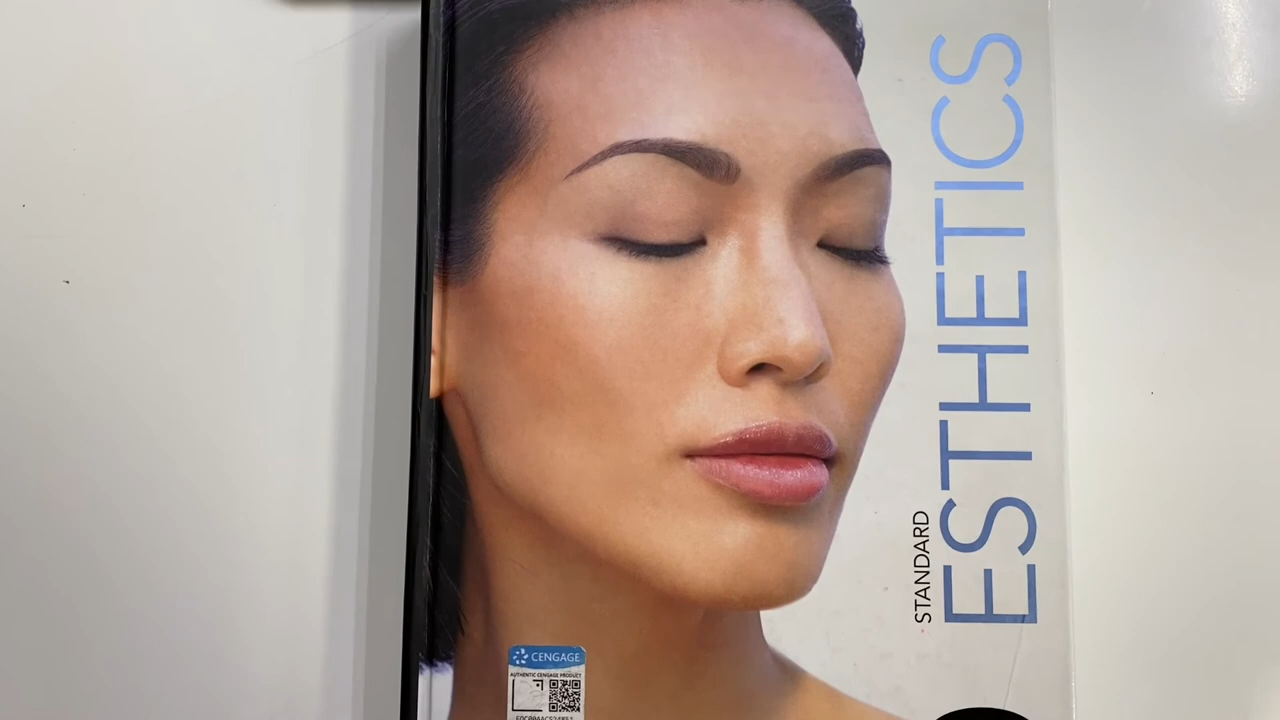 STANDARD
ESTHETICS
CENGAGE
AUTHENTIC CENGAGE PRODUCT